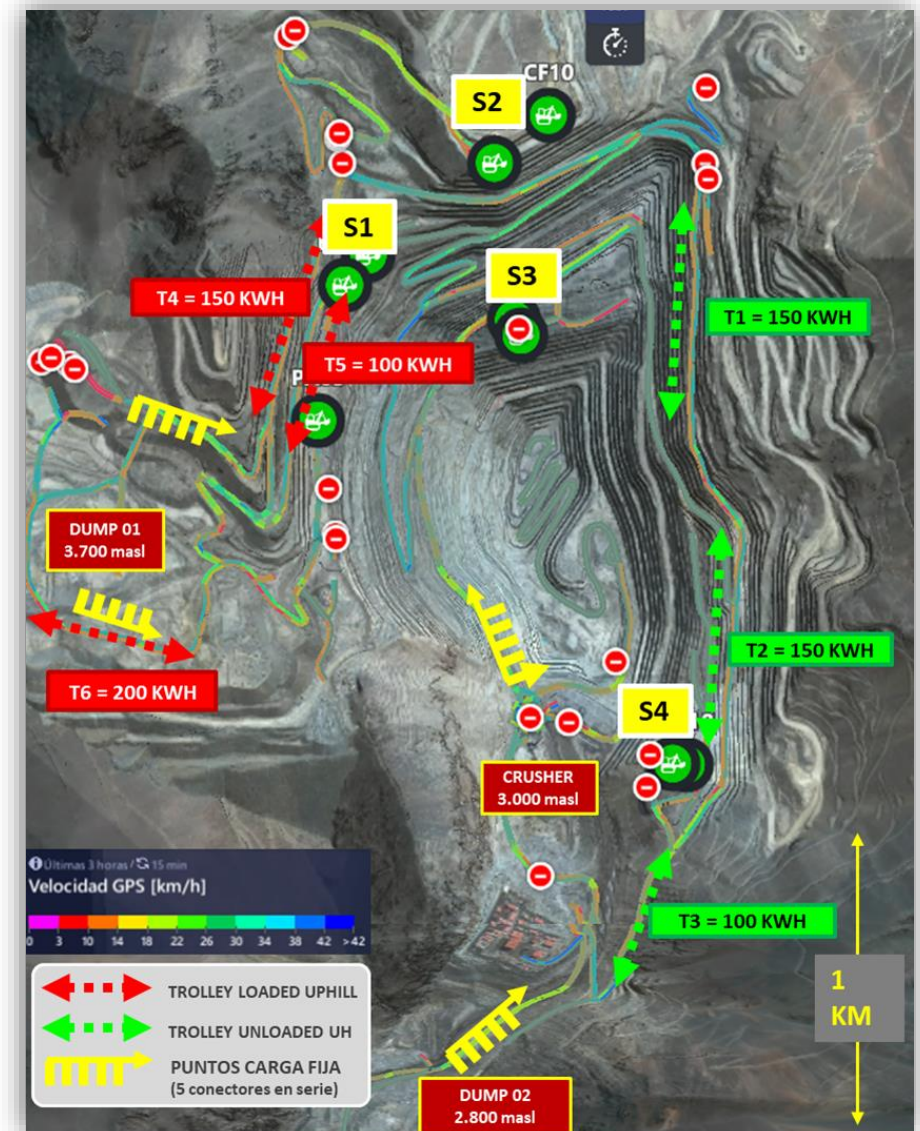 CF10
S2
S1
T4 = 150 KWH
S3
T1 = 150 KWH
T5 = 100 KWH
DUMP 01
3.700 masl
T2 = 150 KWH
T6 = 200 KWH
S4
CRUSHER
3.000 masl
Últimas 3 horas / 15 min
Velocidad GPS [km/h]
0 3 10 14 18 22 26 30 34 38 42 >42
T3 = 100 KWH
TROLLEY LOADED UPHILL
TROLLEY UNLOADED UH
PUNTOS CARGA FIJA
(5 conectores en serie)
1
KM
DUMP 02
2.800 masl